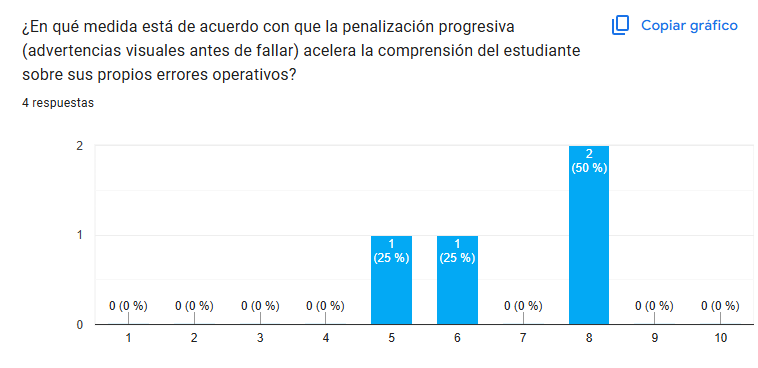 ¿En qué medida está de acuerdo con que la penalización progresiva
(advertencias visuales antes de fallar) acelera la comprensión del estudiante
sobre sus propios errores operativos?
Copiar gráfico
4 respuestas
2
1
0
0 (0 %)
0 (0 %)
0 (0 %)
0 (0 %)
1
(25 %)
1
(25 %)
0 (0 %)
2
(50 %)
0 (0 %)
0 (0 %)
1 2 3 4 5 6 7 8 9 10